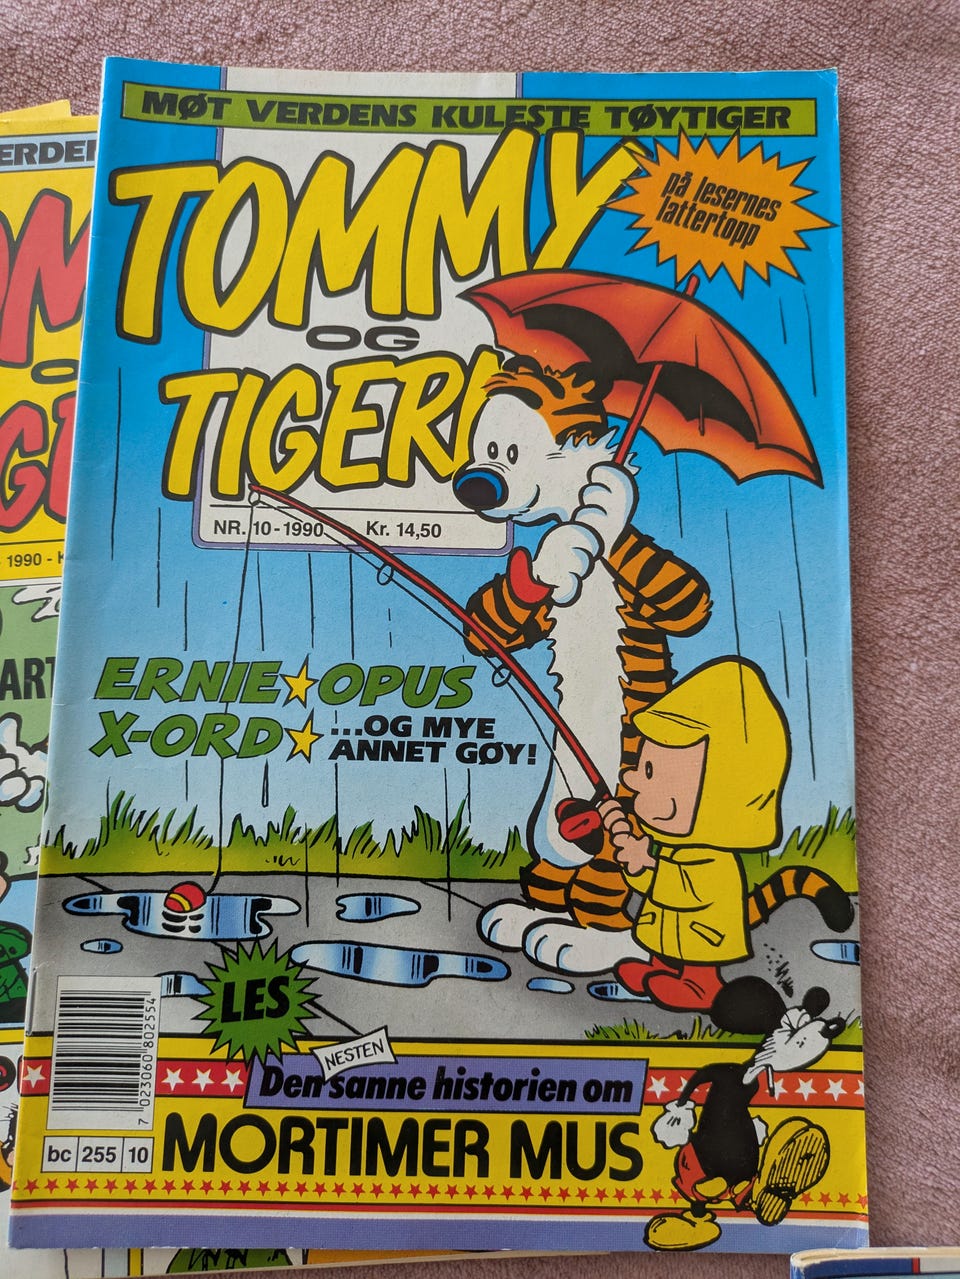 MØT VERDENS KULESTE TØYTIGER
TOMMY
OG
TIGER'N
på lesernes
lattertopp
NR. 10-1990 Kr. 14,50
ERNIE OPUS
X-ORD ...OG MYE
ANNET GØY!
LES
NESTEN
Den sanne historien om
MORTIMER MUS
7 023060 802554
bc 255 10
1990 - K